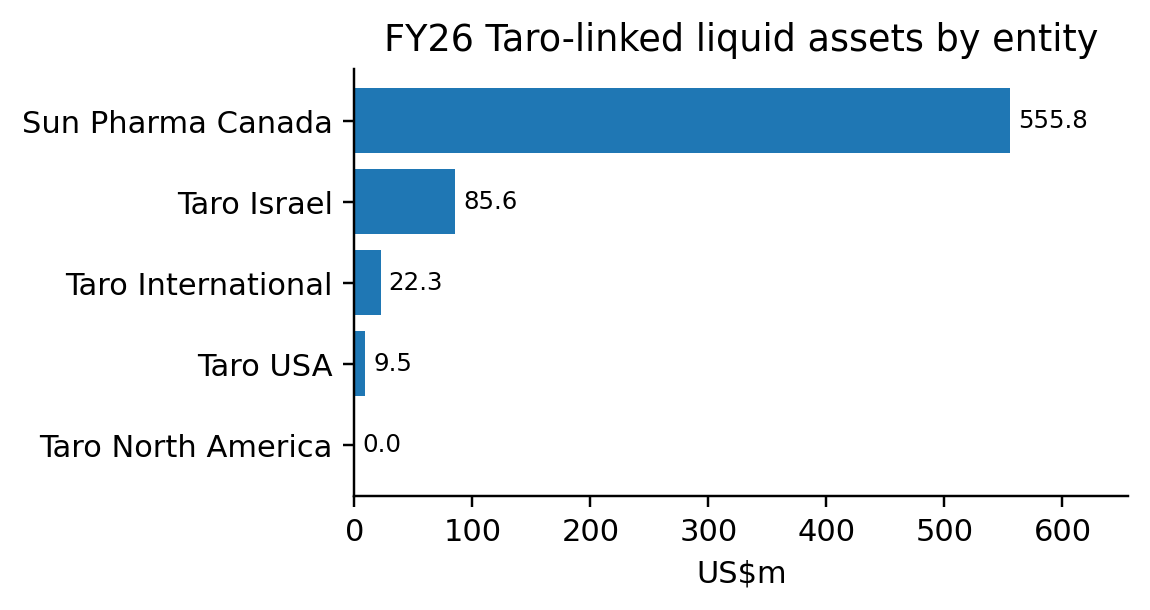 FY26 Taro-linked liquid assets by entity
Sun Pharma Canada 555.8
Taro Israel 85.6
Taro International 22.3
Taro USA 9.5
Taro North America 0.0
0 100 200 300 400 500 600
US$m